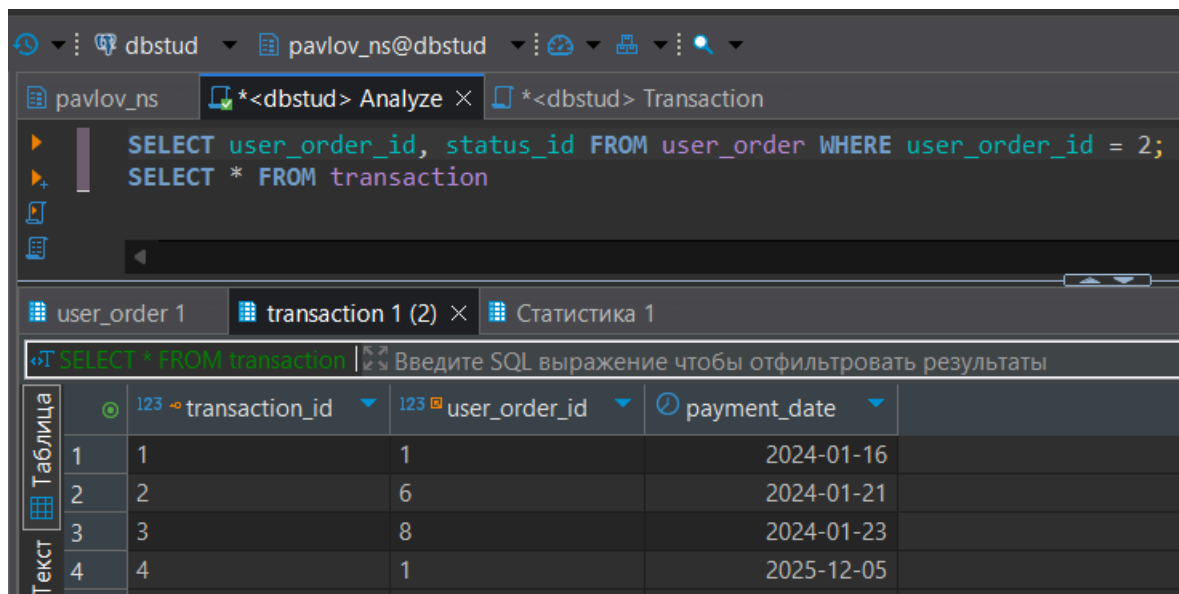 dbstud pavlov_ns@dbstud
pavlov_ns *<dbstud> Analyze *<dbstud> Transaction
SELECT user_order_id, status_id FROM user_order WHERE user_order_id = 2;
SELECT * FROM transaction
user_order 1 transaction 1 (2) Статистика 1
SELECT * FROM transaction Введите SQL выражение чтобы отфильтровать результаты
Таблица
Текст
123 transaction_id 123 user_order_id payment_date
1 1 1 2024-01-16
2 2 6 2024-01-21
3 3 8 2024-01-23
4 4 1 2025-12-05